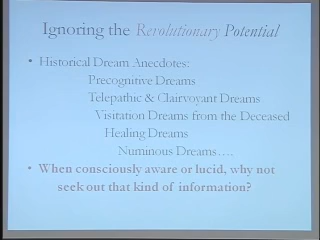 Ignoring the Revolutionary Potential
• Historical Dream Anecdotes:
Precognitive Dreams
Telepathic & Clairvoyant Dreams
Visitation Dreams from the Deceased
Healing Dreams
Numinous Dreams….
• When consciously aware or lucid, why not
seek out that kind of information?